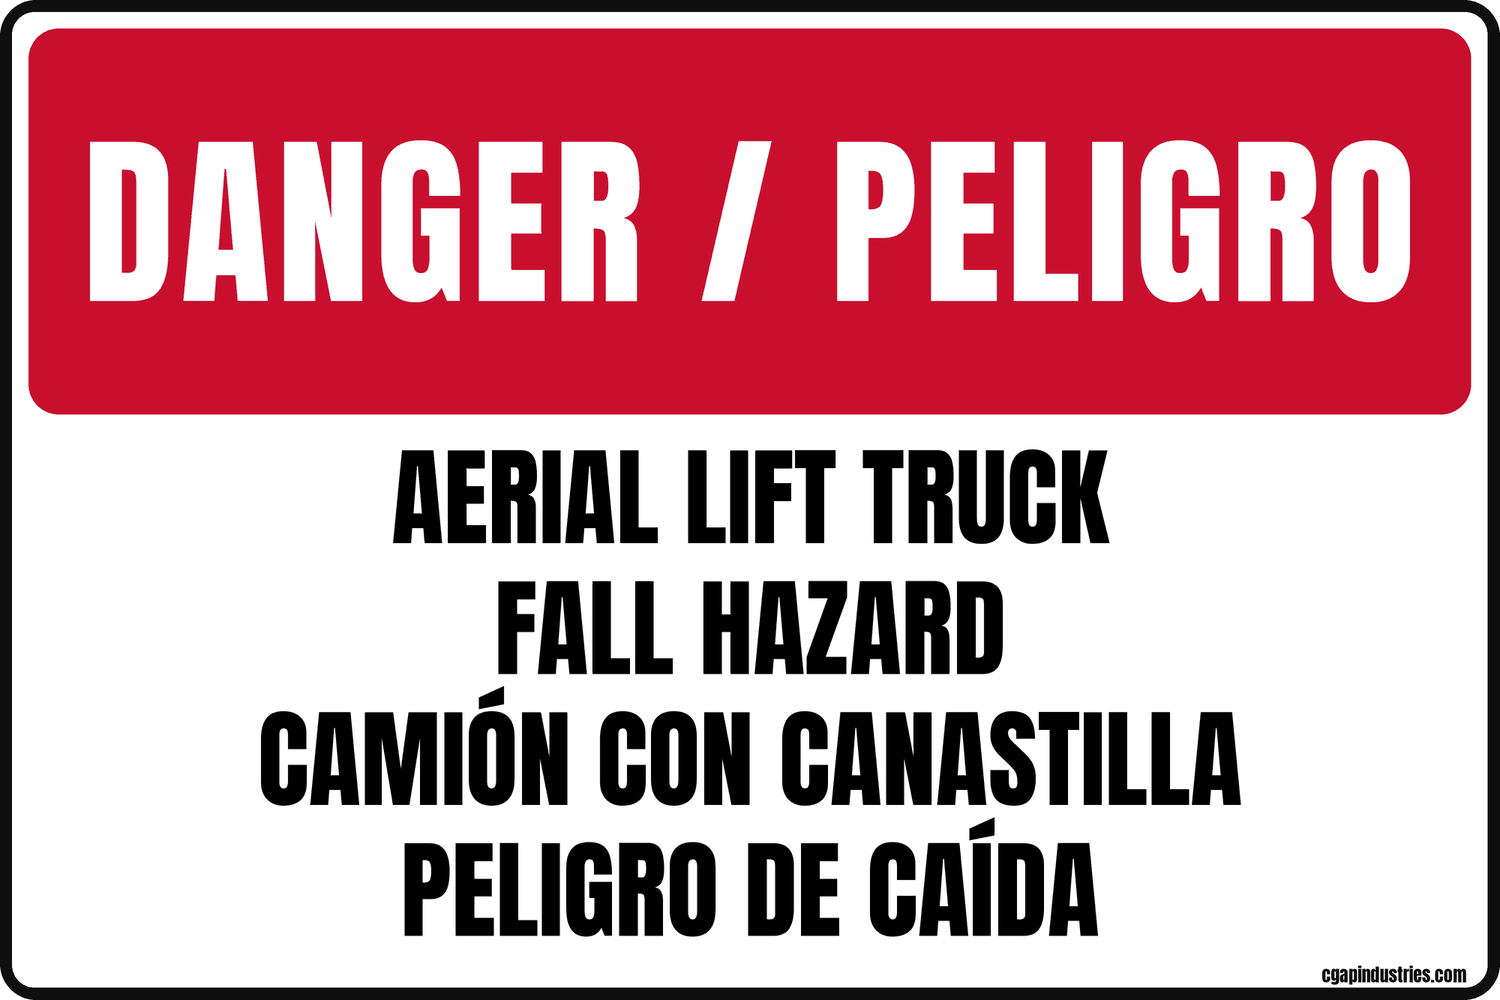 DANGER / PELIGRO
AERIAL LIFT TRUCK
FALL HAZARD
CAMIÓN CON CANASTILLA
PELIGRO DE CAÍDA
cgapindustries.com